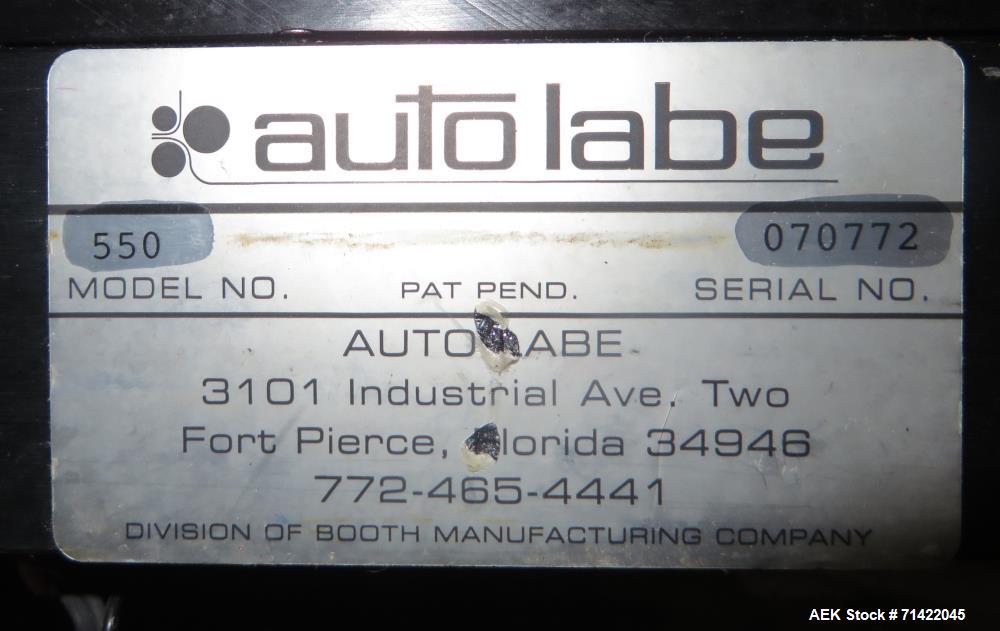 auto labe
550 070772
MODEL NO. PAT PEND. SERIAL NO.
AUTO LABE
3101 Industrial Ave. Two
Fort Pierce, Florida 34946
772-465-4441
DIVISION OF BOOTH MANUFACTURING COMPANY
AEK Stock # 71422045